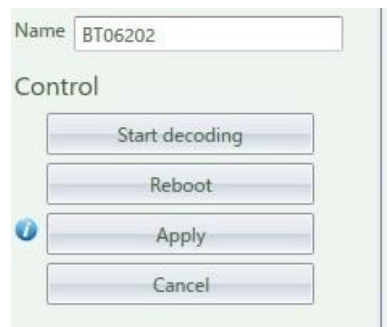 Name BT06202
Control
Start decoding
Reboot
Apply
Cancel